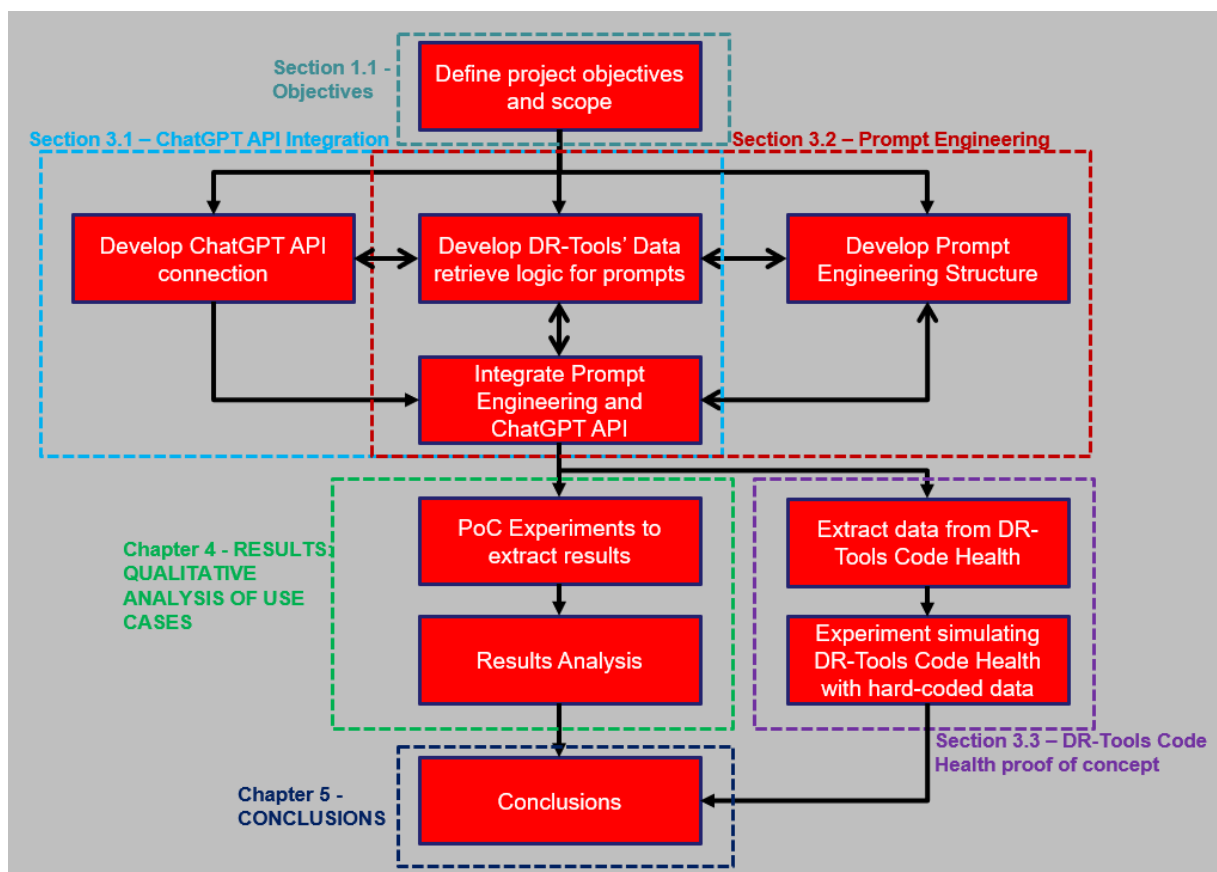 Section 1.1 -
Objectives
Define project objectives
and scope
Section 3.1 – ChatGPT API Integration
Section 3.2 – Prompt Engineering
Develop ChatGPT API
connection
Develop DR-Tools' Data
retrieve logic for prompts
Develop Prompt
Engineering Structure
Integrate Prompt
Engineering and
ChatGPT API
Chapter 4 - RESULTS:
QUALITATIVE
ANALYSIS OF USE
CASES
PoC Experiments to
extract results
Extract data from DR-
Tools Code Health
Results Analysis
Experiment simulating
DR-Tools Code Health
with hard-coded data
Section 3.3 – DR-Tools Code
Health proof of concept
Chapter 5 -
CONCLUSIONS
Conclusions